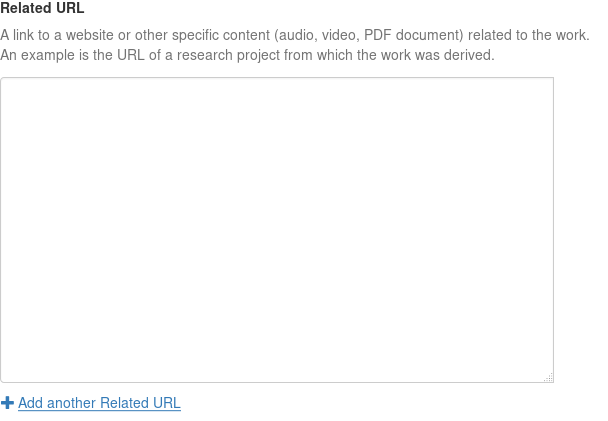 Related URL
A link to a website or other specific content (audio, video, PDF document) related to the work.
An example is the URL of a research project from which the work was derived.
Add another Related URL